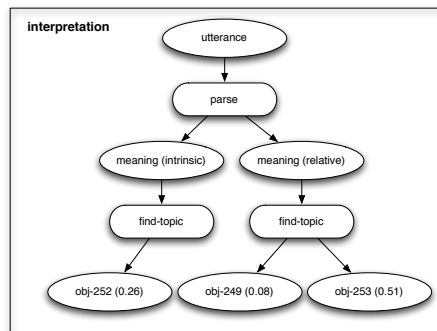 interpretation
utterance
parse
meaning (intrinsic) meaning (relative)
find-topic find-topic
obj-252 (0.26) obj-249 (0.08) obj-253 (0.51)